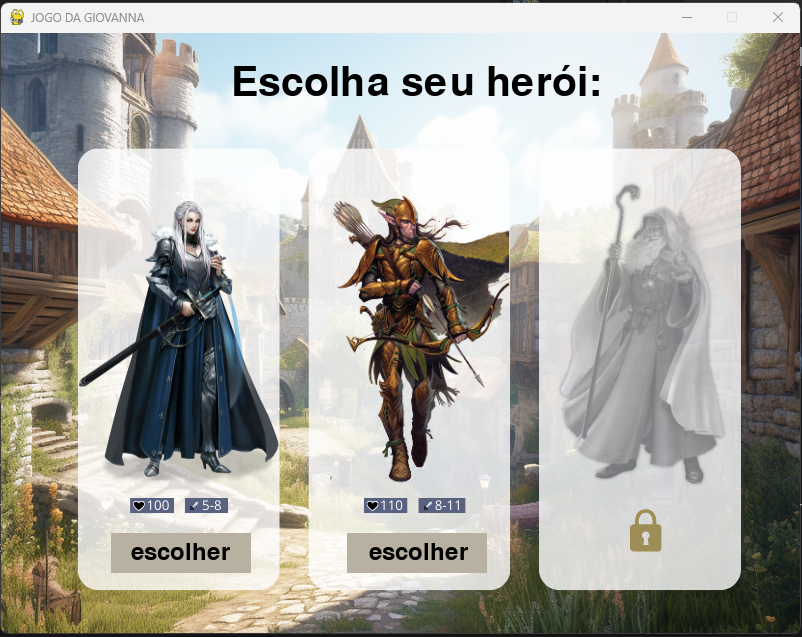 JOGO DA GIOVANNA
Escolha seu herói:
100 5-8
110 8-11
escolher
escolher